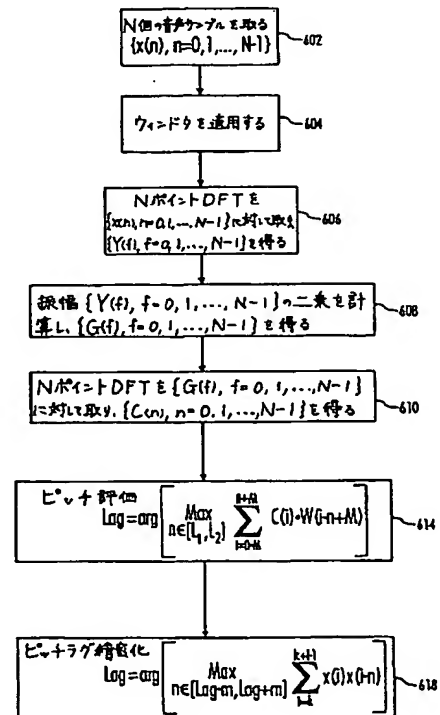 N個の音声サンプルを取る
{x(n), n=0,1,..., N-1}
602
ウィンドウを適用する
604
NポイントDFTを
{x(n), n=0,1,..., N-1}に対して取り
{Y(f), f=0,1,..., N-1}を得る
606
振幅{Y(f), f=0, 1, ..., N-1}の二乗を計
算し、{G(f), f=0, 1, ..., N-1}を得る
608
NポイントDFTを{G(f), f=0, 1, ..., N-1}
に対して取り、{C(n), n=0, 1, ..., N-1}を得る
610
ピッチ評価
Lag=arg[Max n∈[L₁,L₂] ∑ i=n-M n+M C(i)•W(i-n+M)]
614
ピッチラグ精密化
Lag=arg[Max n∈[Lag-m,Lag+m] ∑ i=k k+l x(i)x(i-n)]
618